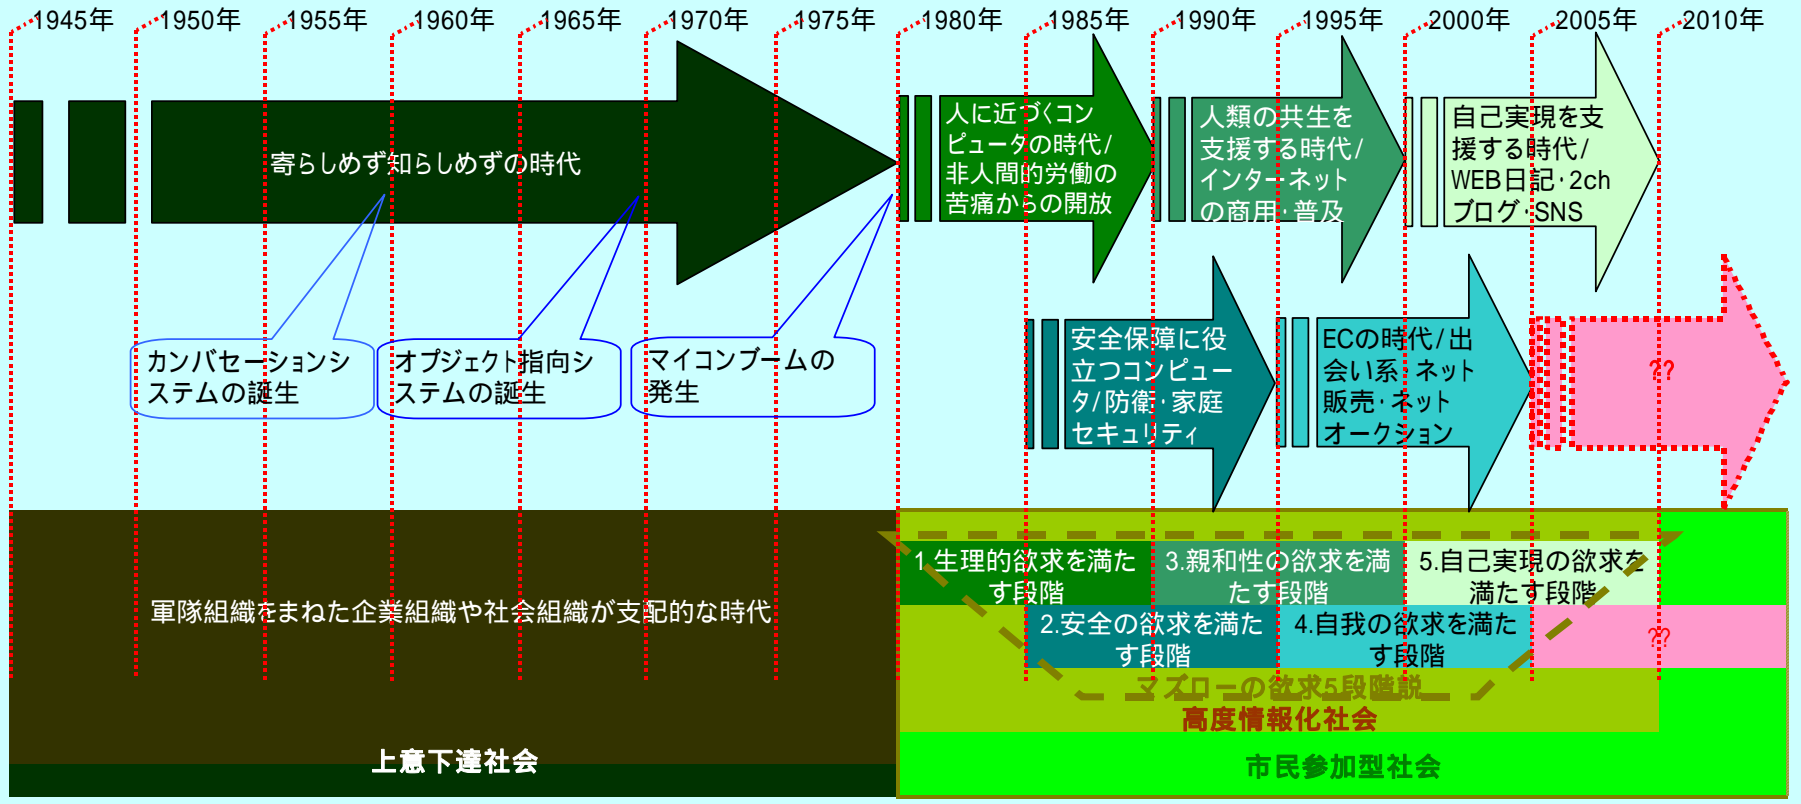 1945年 1950年 1955年 1960年 1965年 1970年 1975年 1980年 1985年 1990年 1995年 2000年 2005年 2010年
寄らしめず知らしめずの時代
人に近づくコン
ピュータの時代/
非人間的労働の
苦痛からの開放
人類の共生を
支援する時代/
インターネット
の商用・普及
自己実現を支
援する時代/
WEB日記・2ch
ブログ・SNS
カンバセーションシ
ステムの誕生
オブジェクト指向シ
ステムの誕生
マイコンブームの
発生
安全保障に役
立つコンピュー
タ/防衛・家庭
セキュリティ
ECの時代/出
会い系・ネット
販売・ネット
オークション
??
軍隊組織をまねた企業組織や社会組織が支配的な時代
上意下達社会
1.生理的欲求を満た
す段階
3.親和性の欲求を満
たす段階
5.自己実現の欲求を
満たす段階
2.安全の欲求を満た
す段階
4.自我の欲求を満た
す段階
??
マズローの欲求5段階説
高度情報化社会
市民参加型社会